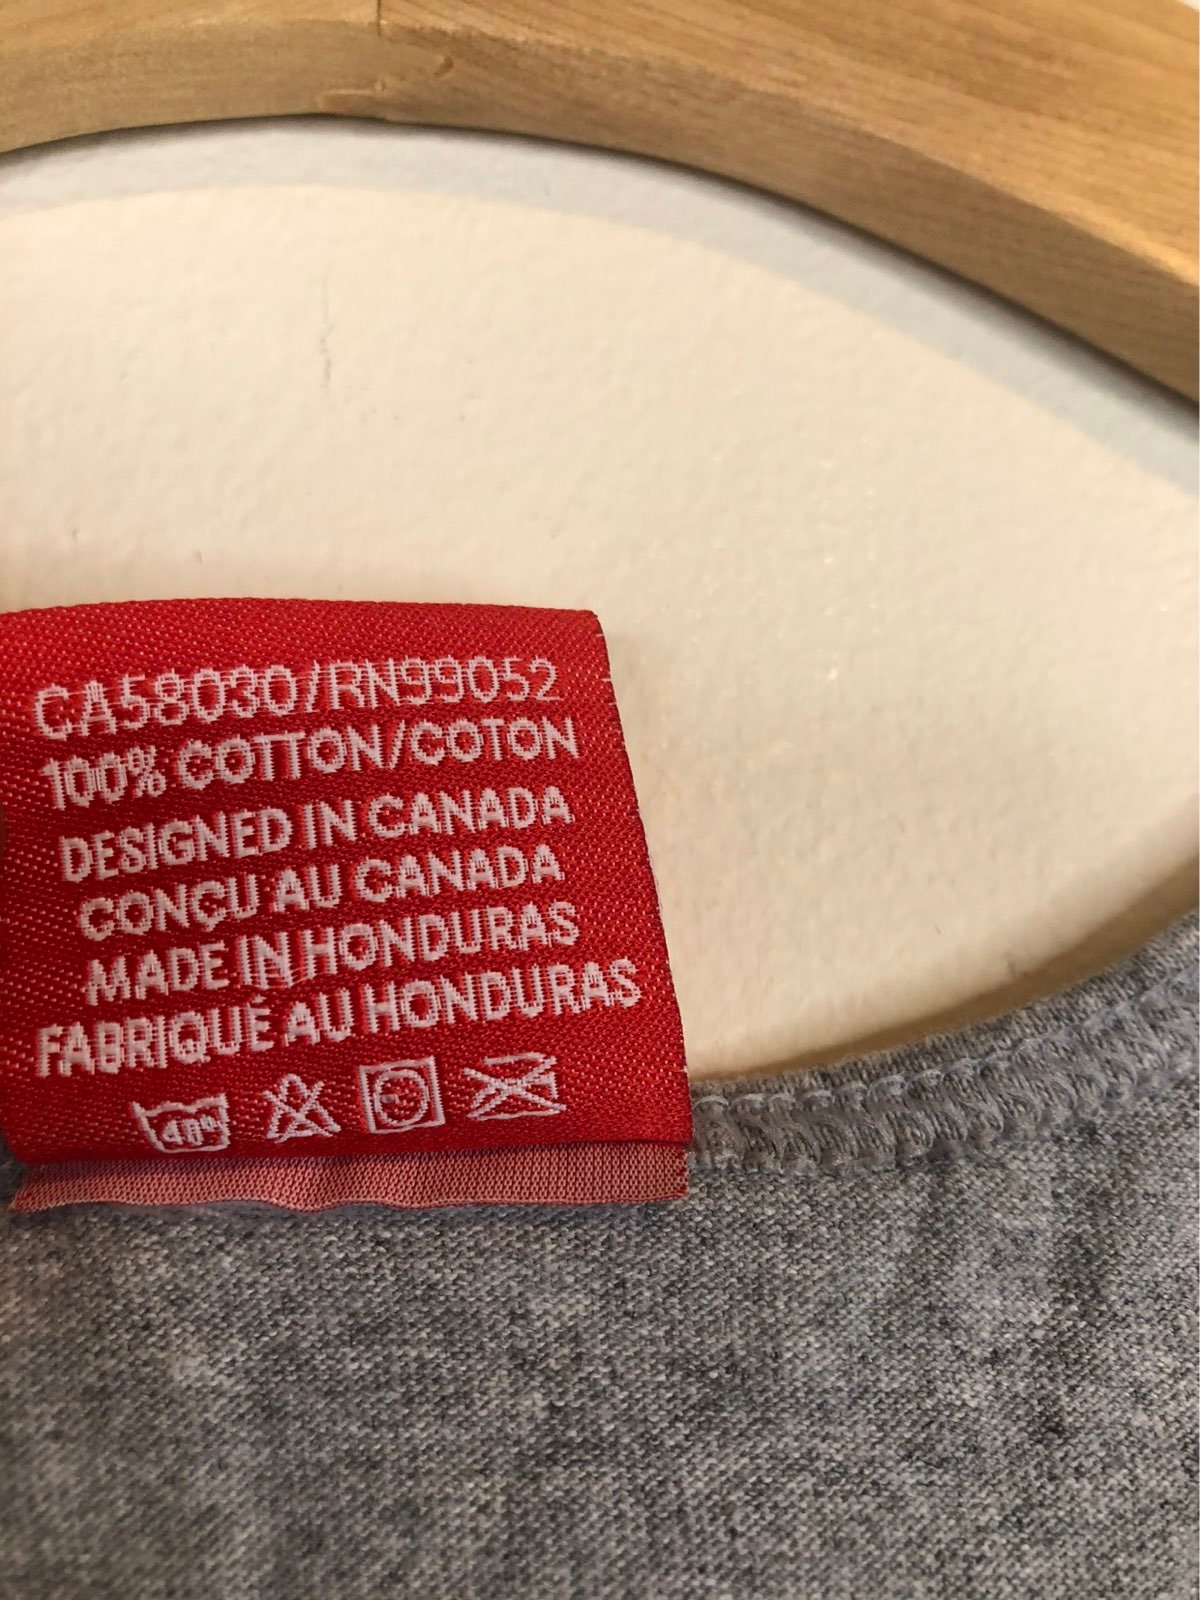 CA58030/RN99052
100% COTTON/COTON
DESIGNED IN CANADA
CONÇU AU CANADA
MADE IN HONDURAS
FABRIQUÉ AU HONDURAS
40°